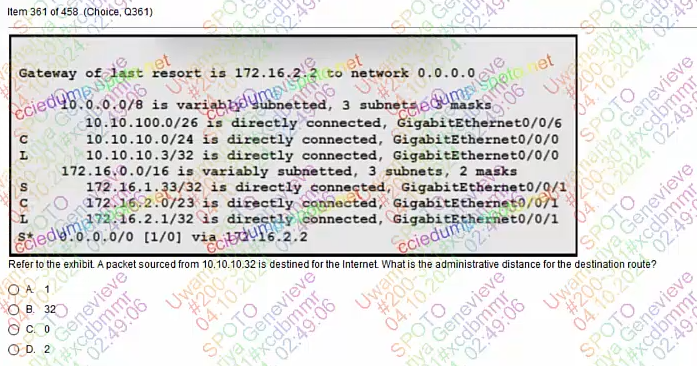 Item 361 of 458 (Choice, Q361)
Gateway of last resort is 172.16.2.2 to network 0.0.0.0
10.0.0.0/8 is variably subnetted, 3 subnets, 3 masks
10.10.100.0/26 is directly connected, GigabitEthernet0/0/6
C 10.10.10.0/24 is directly connected, GigabitEthernet0/0/0
L 10.10.10.3/32 is directly connected, GigabitEthernet0/0/0
172.16.0.0/16 is variably subnetted, 3 subnets, 2 masks
S 172.16.1.33/32 is directly connected, GigabitEthernet0/0/1
C 172.16.2.0/23 is directly connected, GigabitEthernet0/0/1
L 172.16.2.1/32 is directly connected, GigabitEthernet0/0/1
S* 0.0.0.0/0 [1/0] via 172.16.2.2
Refer to the exhibit. A packet sourced from 10.10.10.32 is destined for the Internet. What is the administrative distance for the destination route?
A. 1
B. 32
C. 0
D. 2